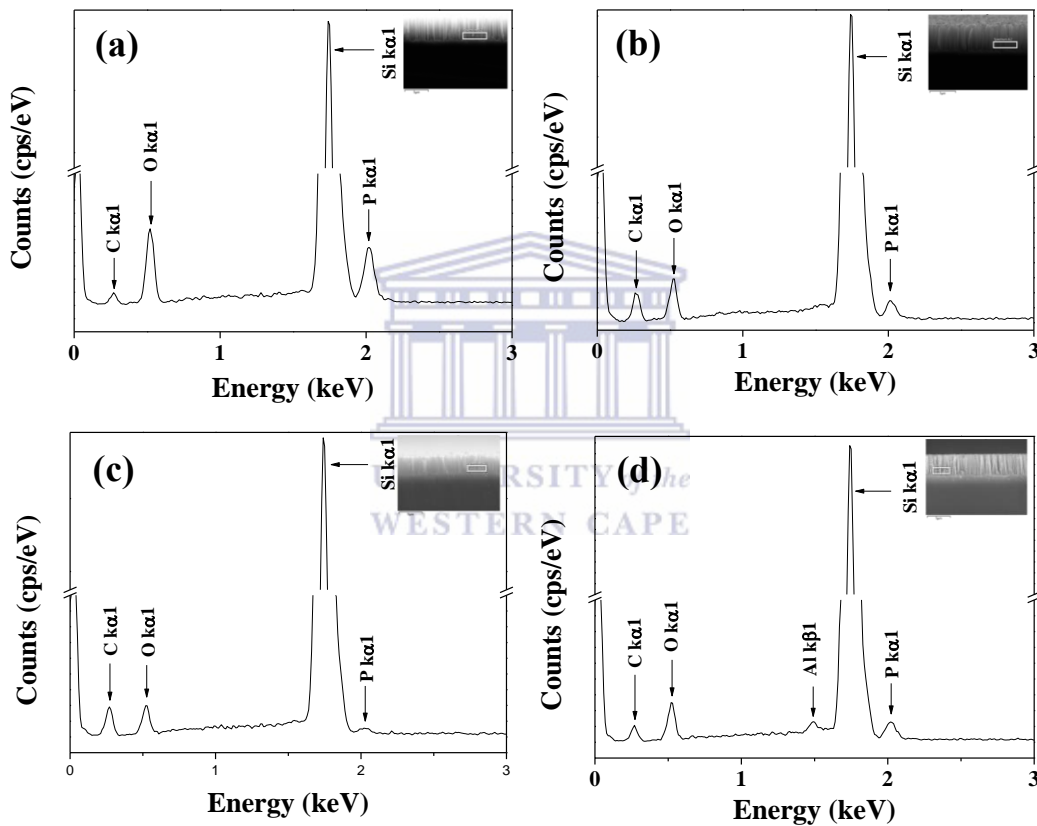 (a)
Counts (cps/eV)
C kα1
O kα1
Si kα1
P kα1
0 1 2 3
Energy (keV)
(b)
Counts (cps/eV)
C kα1
O kα1
Si kα1
P kα1
0 1 2 3
Energy (keV)
UNIVERSITY of the
WESTERN CAPE
(c)
Counts (cps/eV)
C kα1
O kα1
Si kα1
P kα1
0 1 2 3
Energy (keV)
(d)
Counts (cps/eV)
C kα1
O kα1
Al kβ1
Si kα1
P kα1
0 1 2 3
Energy (keV)